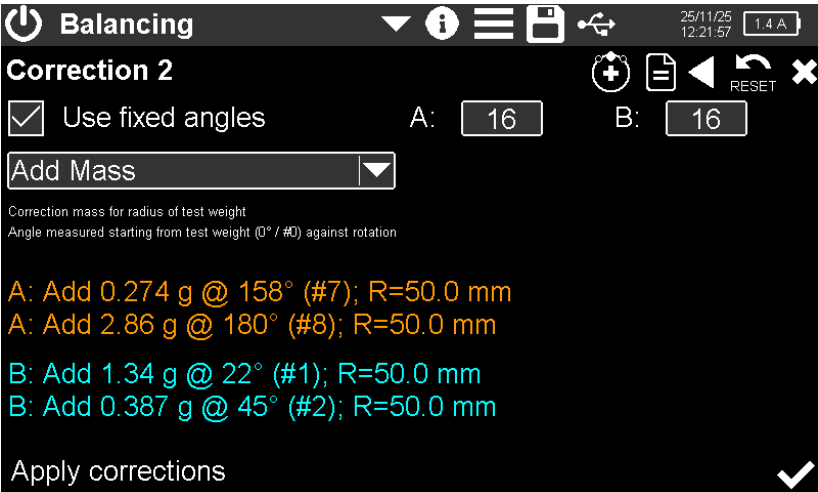 Balancing
25/11/25
12:21:57
1.4 A
Correction 2
RESET
Use fixed angles A: 16 B: 16
Add Mass
Correction mass for radius of test weight
Angle measured starting from test weight (0° / #0) against rotation
A: Add 0.274 g @ 158° (#7); R=50.0 mm
A: Add 2.86 g @ 180° (#8); R=50.0 mm
B: Add 1.34 g @ 22° (#1); R=50.0 mm
B: Add 0.387 g @ 45° (#2); R=50.0 mm
Apply corrections